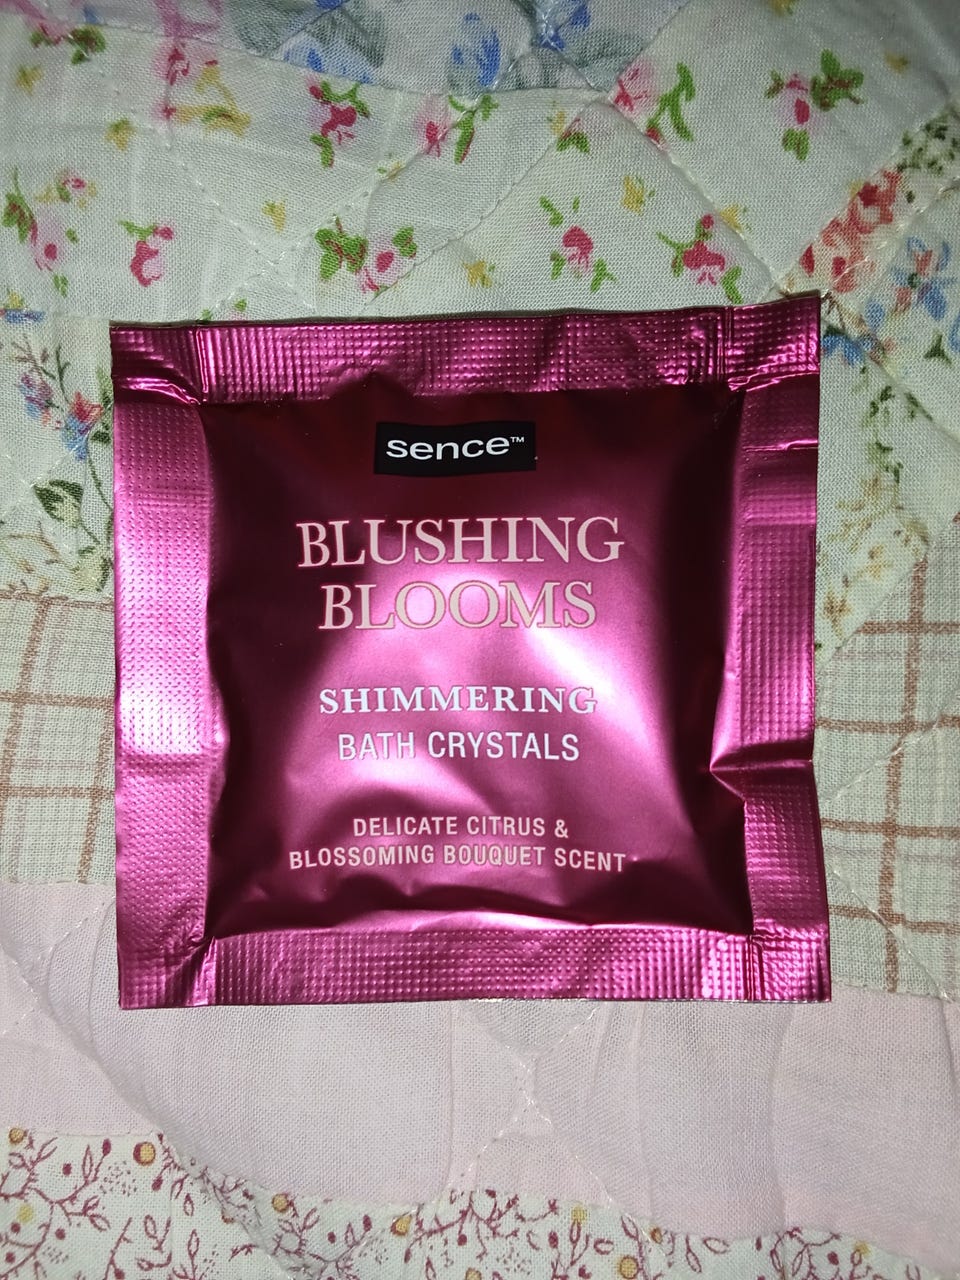 sence™
BLUSHING
BLOOMS
SHIMMERING
BATH CRYSTALS
DELICATE CITRUS &
BLOSSOMING BOUQUET SCENT